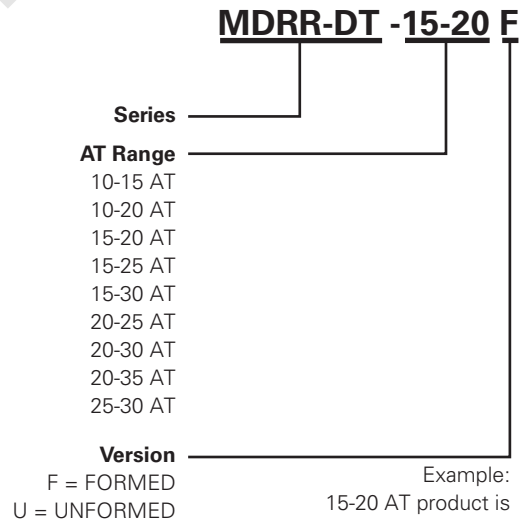 MDRR-DT -15-20 F
Series
AT Range
10-15 AT
10-20 AT
15-20 AT
15-25 AT
15-30 AT
20-25 AT
20-30 AT
20-35 AT
25-30 AT
Version
F = FORMED
U = UNFORMED
Example:
15-20 AT product is